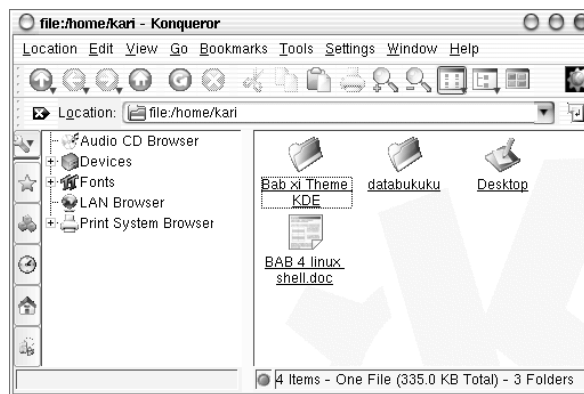 file:/home/kari - Konqueror
Location Edit View Go Bookmarks Tools Settings Window Help
Location: file:/home/kari
Audio CD Browser
Devices
Fonts
LAN Browser
Print System Browser
Bab xi Theme
KDE
databukuku
Desktop
BAB 4 linux
shell.doc
4 Items - One File (335.0 KB Total) - 3 Folders